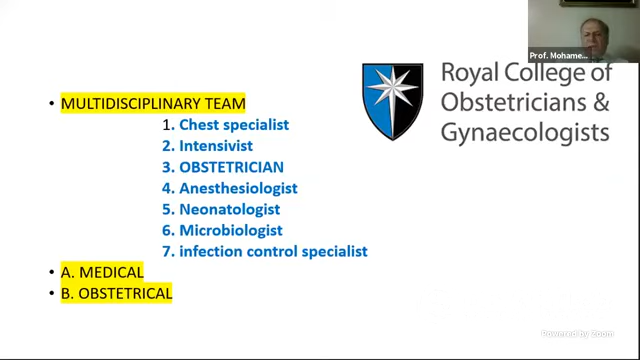 Prof. Mohame...
Royal College of
Obstetricians &
Gynaecologists
• MULTIDISCIPLINARY TEAM
1. Chest specialist
2. Intensivist
3. OBSTETRICIAN
4. Anesthesiologist
5. Neonatologist
6. Microbiologist
7. infection control specialist
• A. MEDICAL
• B. OBSTETRICAL
Powered by Zoom